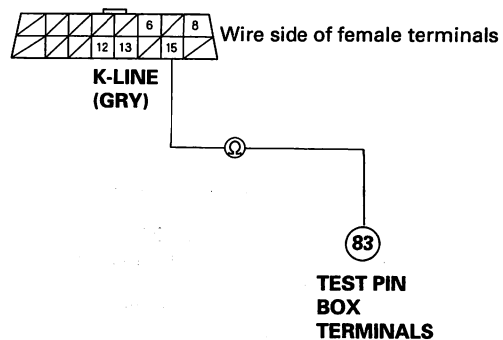 6 8
Wire side of female terminals
12 13 15
K-LINE
(GRY)
Ω
83
TEST PIN
BOX
TERMINALS